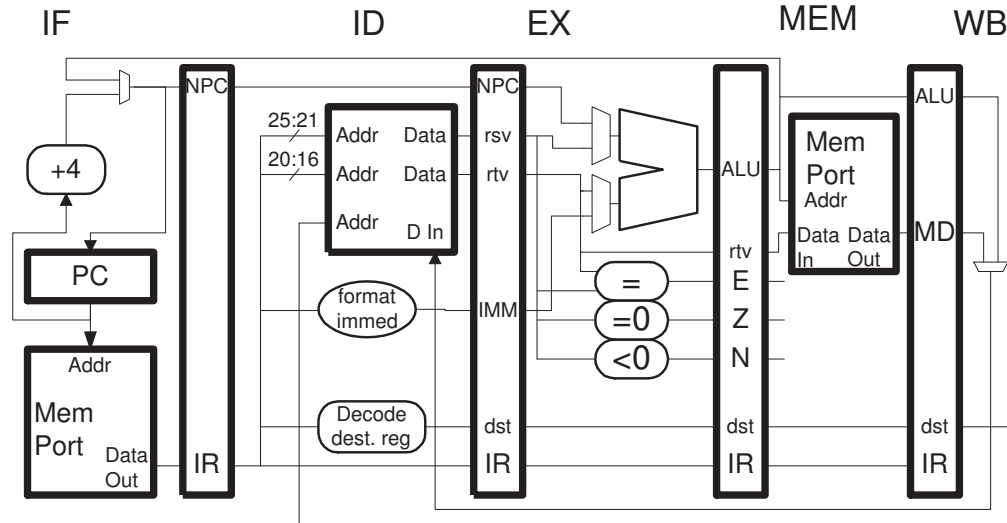 IF
ID
EX
MEM
WB
+4
PC
Addr
Mem
Port
Data
Out
NPC
IR
25:21
20:16
Addr
Data
Addr
Data
Addr
D In
format
immed
Decode
dest. reg
NPC
rsv
rtv
IMM
dst
IR
=
=0
<0
ALU
rtv
E
Z
N
dst
IR
Mem
Port
Addr
Data
In
Data
Out
ALU
MD
dst
IR